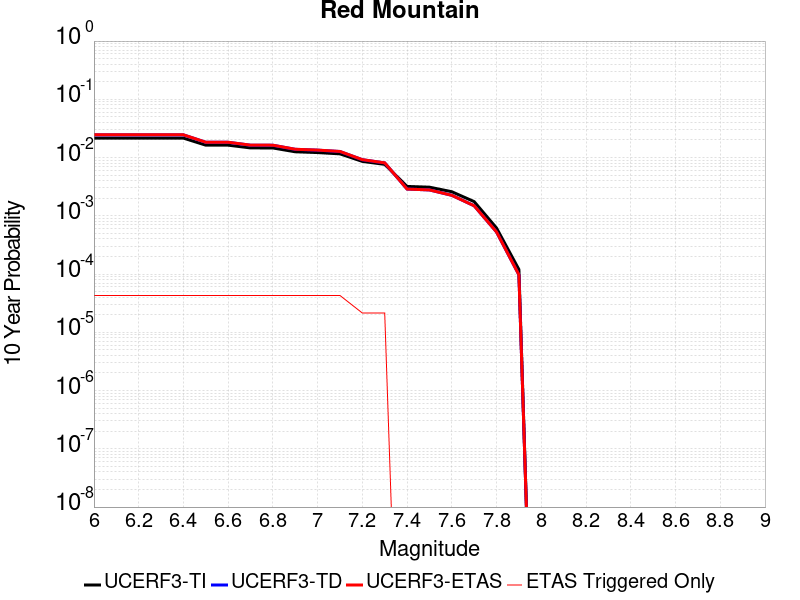 Red Mountain
10^0
10^-1
10^-2
10^-3
10^-4
10^-5
10^-6
10^-7
10^-8
10 Year Probability
6 6.2 6.4 6.6 6.8 7 7.2 7.4 7.6 7.8 8 8.2 8.4 8.6 8.8 9
Magnitude
UCERF3-TI UCERF3-TD UCERF3-ETAS ETAS Triggered Only